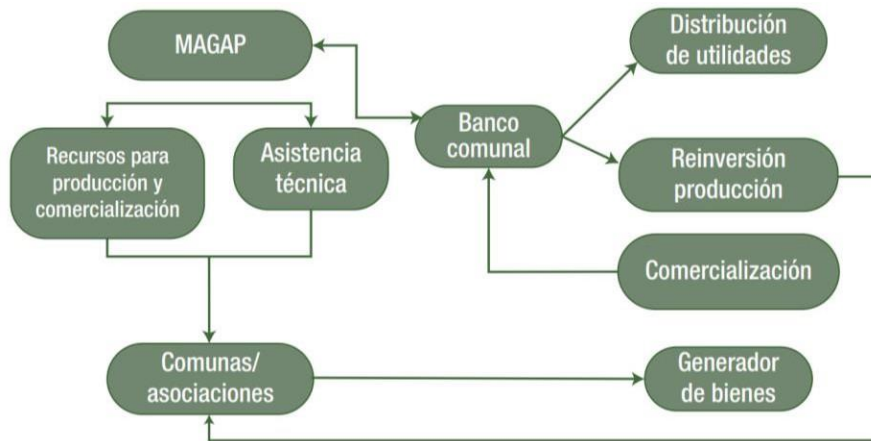 MAGAP
Distribución
de utilidades
Banco
comunal
Recursos para
producción y
comercialización
Asistencia
técnica
Reinversión
producción
Comercialización
Comunas/
asociaciones
Generador
de bienes